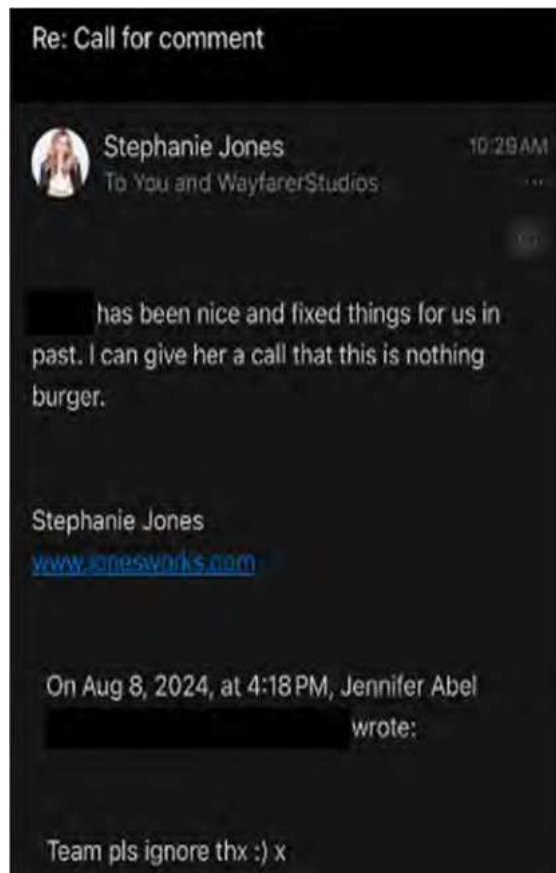 Re: Call for comment
Stephanie Jones
10:29 AM
To You and WayfarerStudios
has been nice and fixed things for us in
past. I can give her a call that this is nothing
burger.
Stephanie Jones
www.jonesworks.com
On Aug 8, 2024, at 4:18 PM, Jennifer Abel
wrote:
Team pls ignore thx :) x